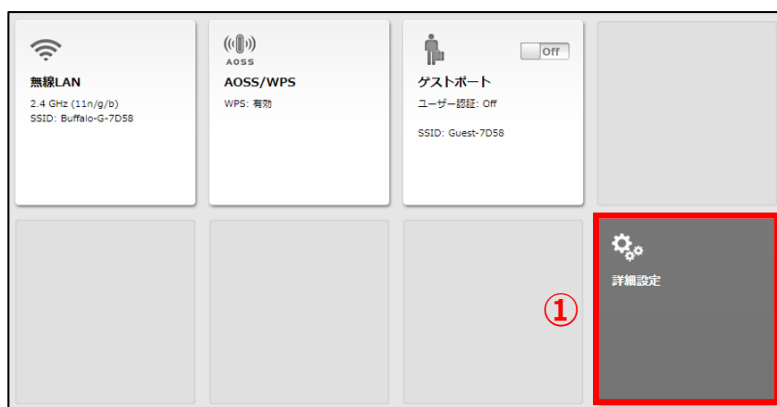 無線LAN
2.4 GHz (11n/g/b)
SSID: Buffalo-G-7D58
AOSS
AOSS/WPS
WPS: 有効
Off
ゲストポート
ユーザー認証: Off
SSID: Guest-7D58
①
詳細設定